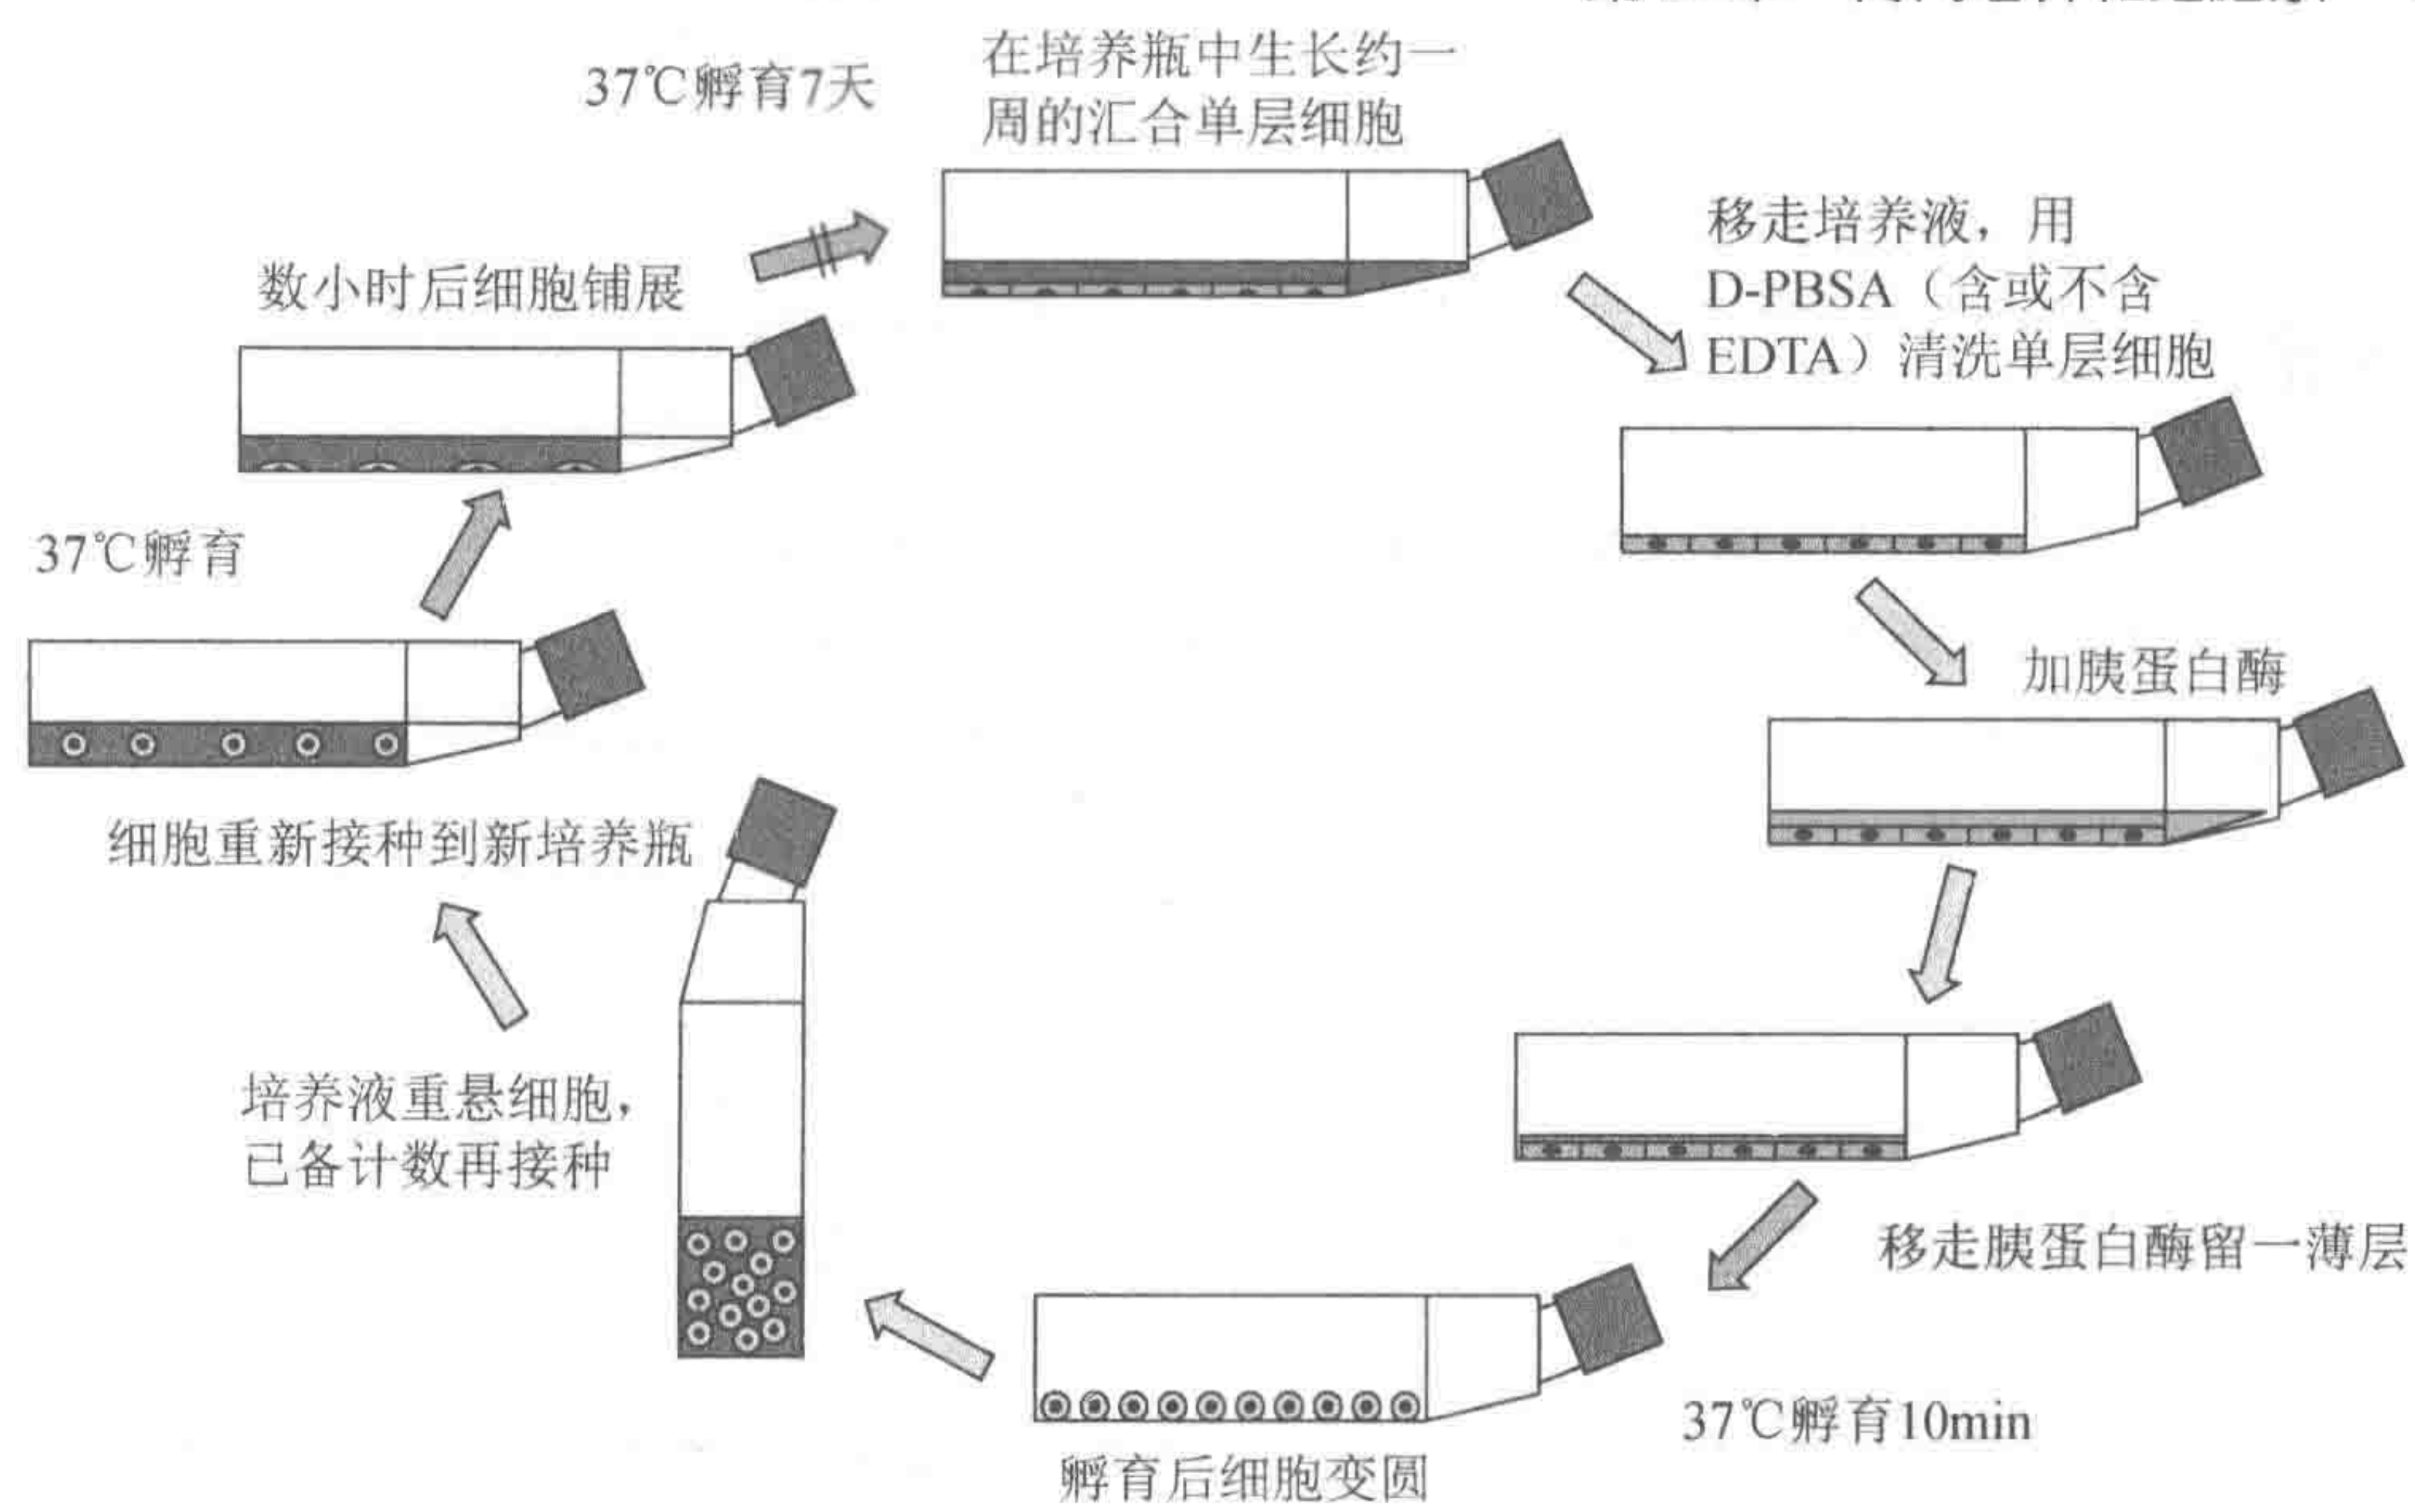 37℃孵育7天
在培养瓶中生长约一
周的汇合单层细胞
移走培养液，用
D-PBSA（含或不含
EDTA）清洗单层细胞
数小时后细胞铺展
37℃孵育
加胰蛋白酶
细胞重新接种到新培养瓶
培养液重悬细胞，
已备计数再接种
移走胰蛋白酶留一薄层
37℃孵育10min
孵育后细胞变圆